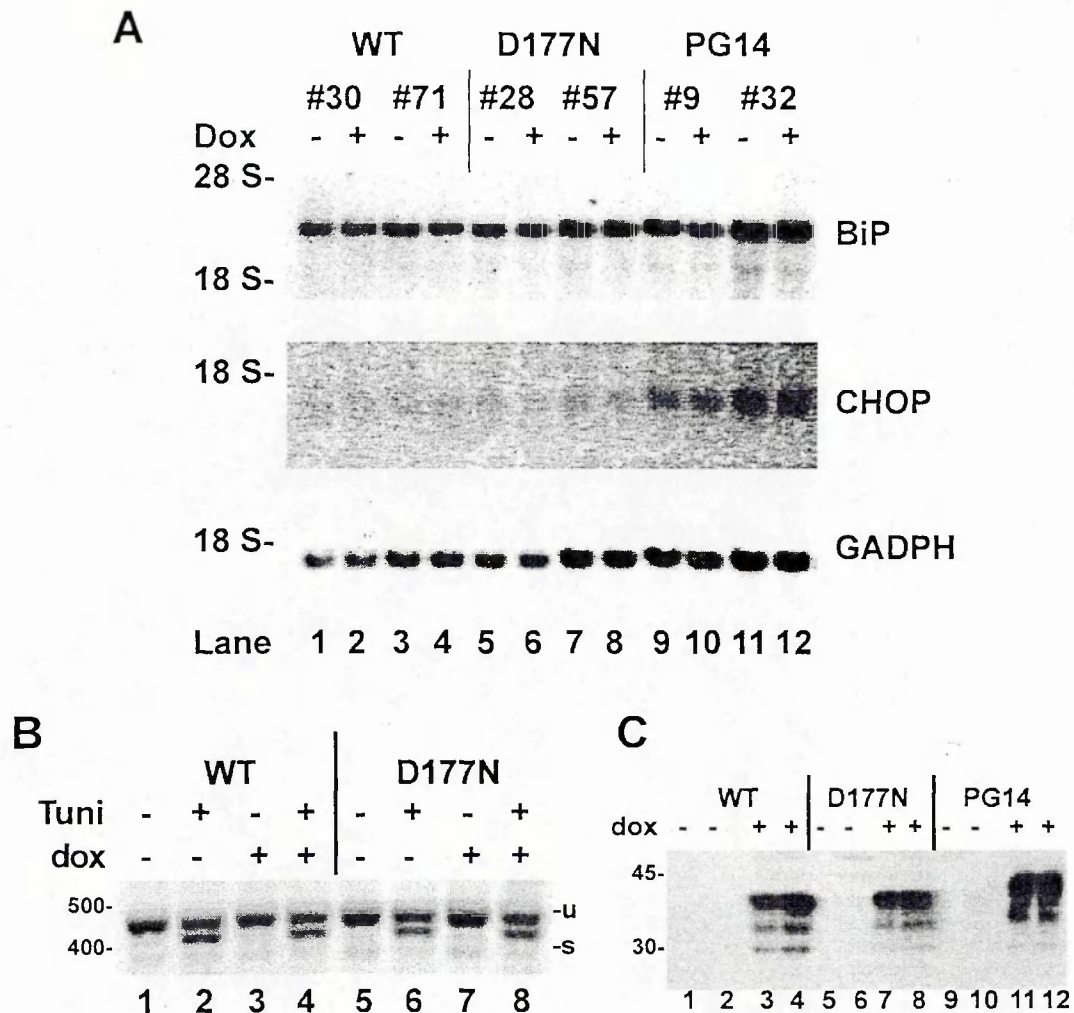 A
WT D177N PG14
#30 #71 #28 #57 #9 #32
Dox - + - + - + - + - + - +
28 S-
BiP
18 S-
18 S-
CHOP
18 S-
GADPH
Lane 1 2 3 4 5 6 7 8 9 10 11 12
B
WT D177N
Tuni - + - + - + - +
dox - - + + - - + +
500-
-u
400-
-s
1 2 3 4 5 6 7 8
C
WT D177N PG14
dox - - + + - - + + - - + +
45-
30-
1 2 3 4 5 6 7 8 9 10 11 12